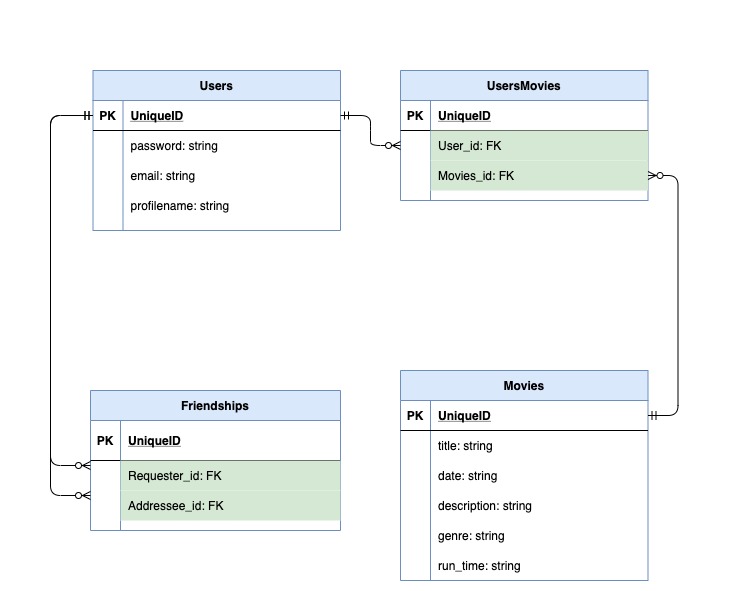 Users
PK UniqueID
password: string
email: string
profilename: string
UsersMovies
PK UniqueID
User_id: FK
Movies_id: FK
Friendships
PK UniqueID
Requester_id: FK
Addressee_id: FK
Movies
PK UniqueID
title: string
date: string
description: string
genre: string
run_time: string